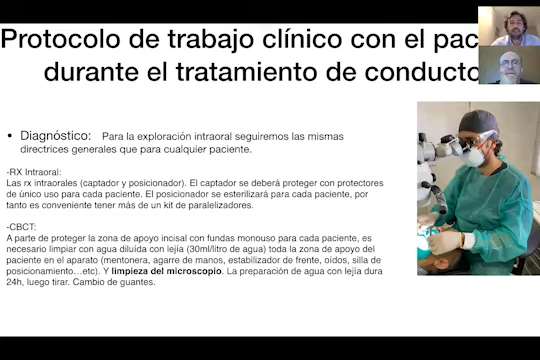 Protocolo de trabajo clínico con el
durante el tratamiento de
• Diagnóstico: Para la exploración intraoral seguiremos las mismas
directrices generales que para cualquier paciente.
-RX Intraoral:
Las rx intraorales (captador y posicionador). El captador se deberá proteger con protectores
de único uso para cada paciente. El posicionador se esterilizará para cada paciente, por
tanto es conveniente tener más de un kit de paralelizadores.
-CBCT:
A parte de proteger la zona de apoyo incisal con fundas monouso para cada paciente, es
necesario limpiar con agua diluida con lejía (30ml/litro de agua) toda la zona de apoyo del
paciente en el aparato (mentonera, agarre de manos, estabilizador de frente, oídos, silla de
posicionamiento...etc). Y limpieza del microscopio. La preparación de agua con lejía dura
24h, luego tirar. Cambio de guantes.